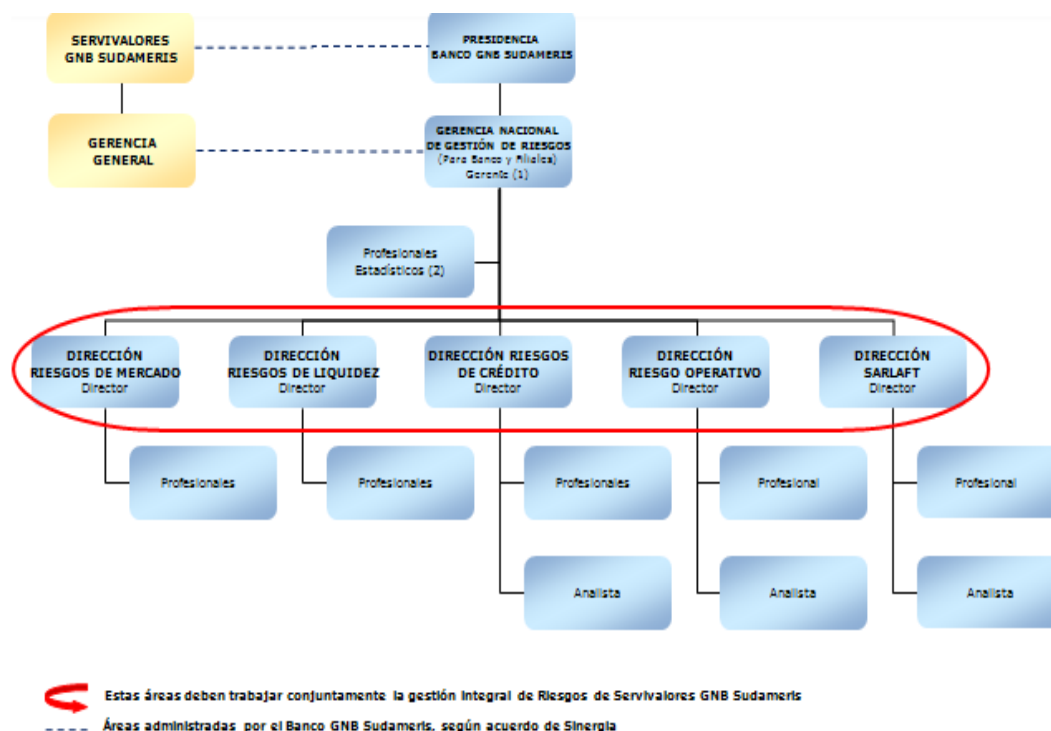 SERVIVALORES
GNB SUDAMERIS
PRESIDENCIA
BANCO GNB SUDAMERIS
GERENCIA
GENERAL
GERENCIA NACIONAL
DE GESTIÓN DE RIESGOS
(Para Banco y Filiales)
Gerente (1)
Profesionales
Estadísticos (2)
DIRECCIÓN
RIESGOS DE MERCADO
Director
DIRECCIÓN
RIESGOS DE LIQUIDEZ
Director
DIRECCIÓN RIESGOS
DE CRÉDITO
Director
DIRECCIÓN
RIESGO OPERATIVO
Director
DIRECCIÓN
SARLAFT
Director
Profesionales
Profesionales
Profesionales
Profesional
Profesional
Analista
Analista
Analista
Estas áreas deben trabajar conjuntamente la gestión integral de Riesgos de Servivalores GNB Sudameris
Áreas administradas por el Banco GNB Sudameris, según acuerdo de Sinergia